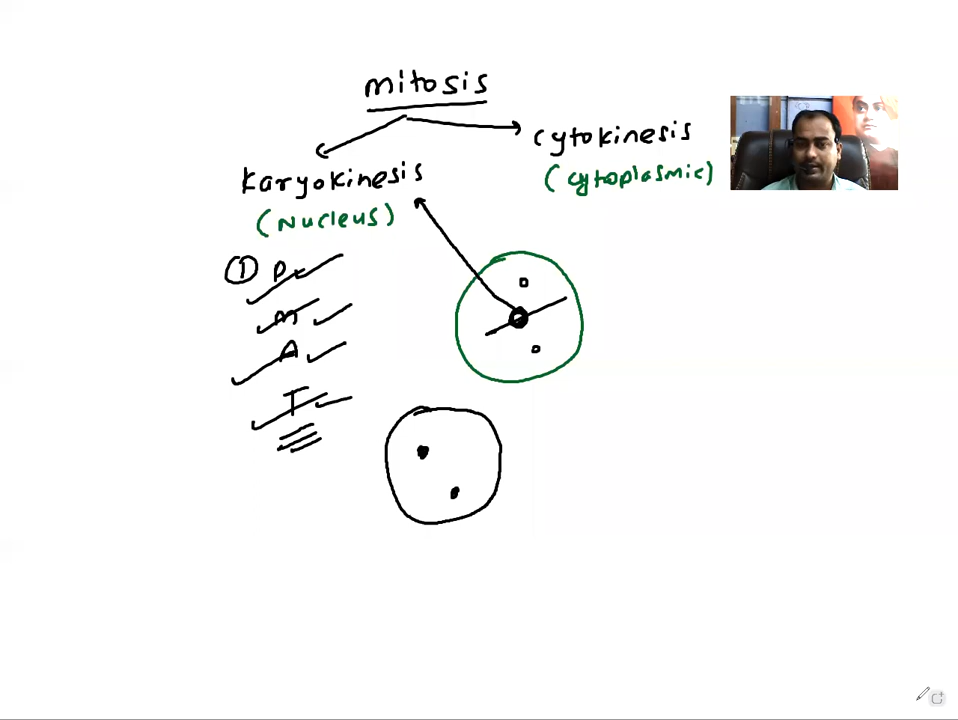 mitosis
cytokinesis
(cytoplasmic)
Karyokinesis
(Nucleus)
① P
M
A
T